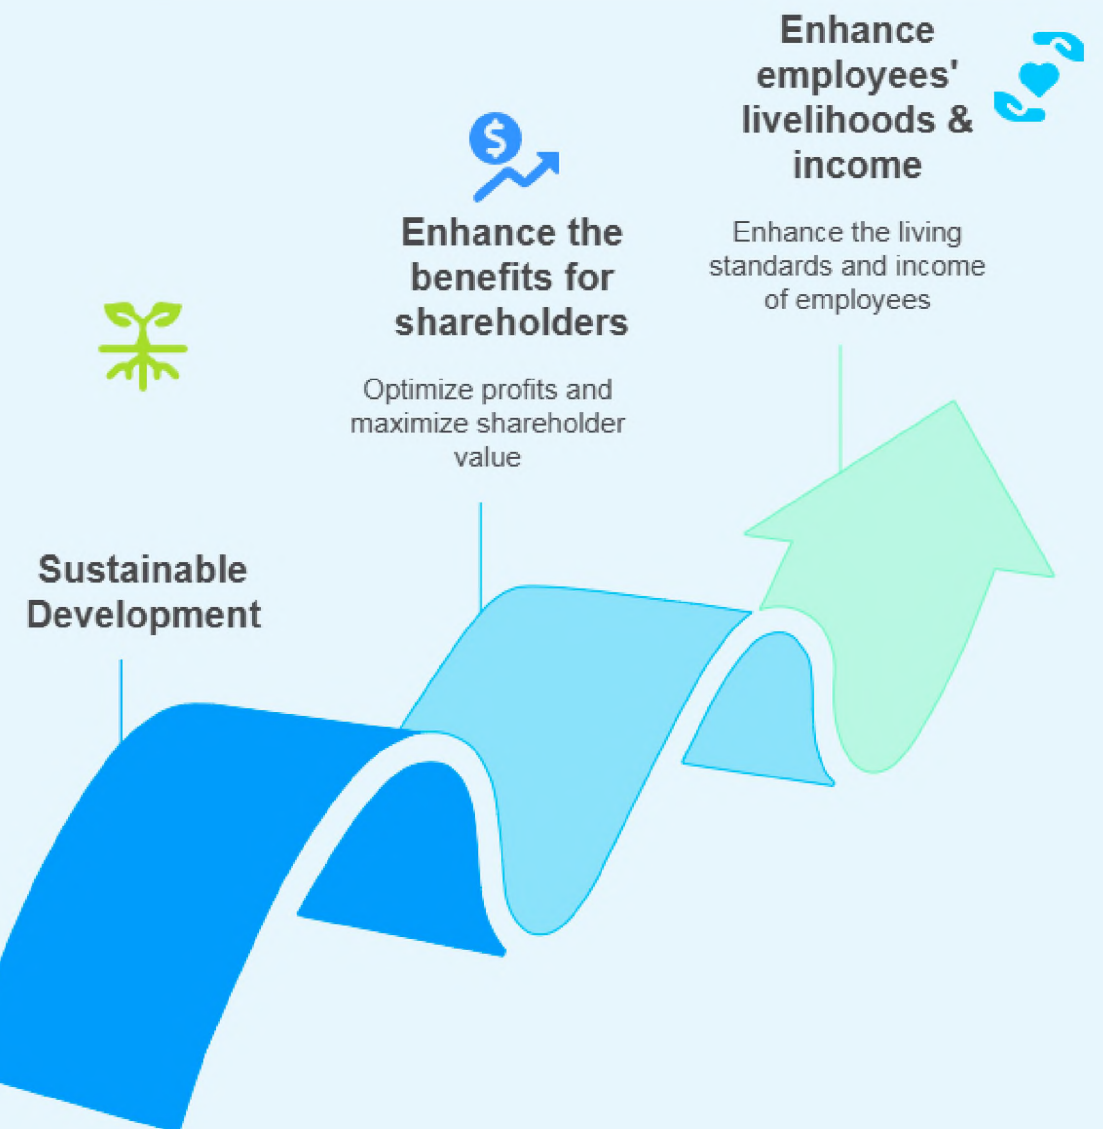 Sustainable
Development
Enhance the
benefits for
shareholders
Optimize profits and
maximize shareholder
value
Enhance
employees'
livelihoods &
income
Enhance the living
standards and income
of employees